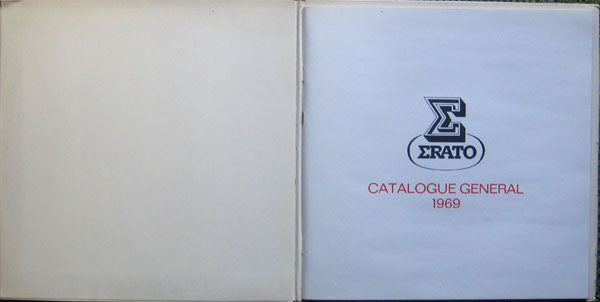 Σ
ΣRATO
CATALOGUE GENERAL
1969